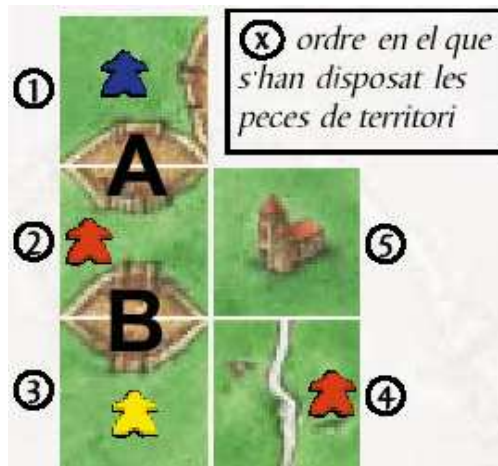 x ordre en el que
s'han disposat les
peces de territori
1
A
2
5
B
3
4